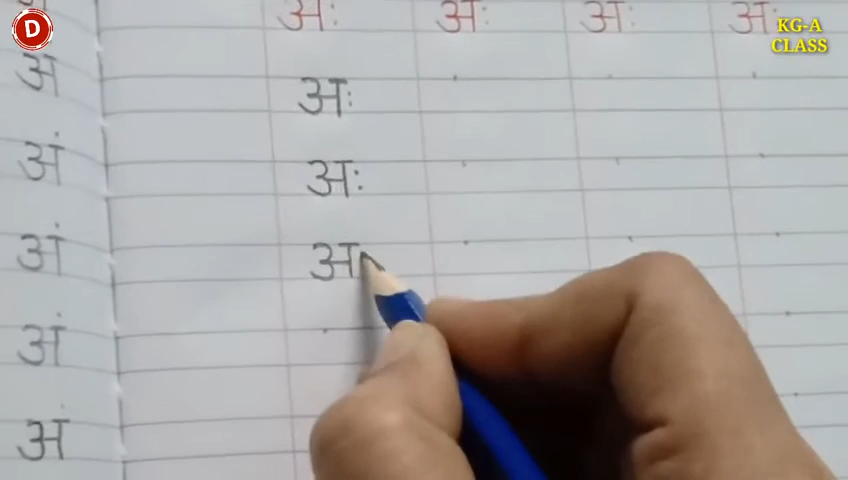 D
KG-A
CLASS
अः अः अः अः
अ अः
अं अः
अं अ
अं
अं